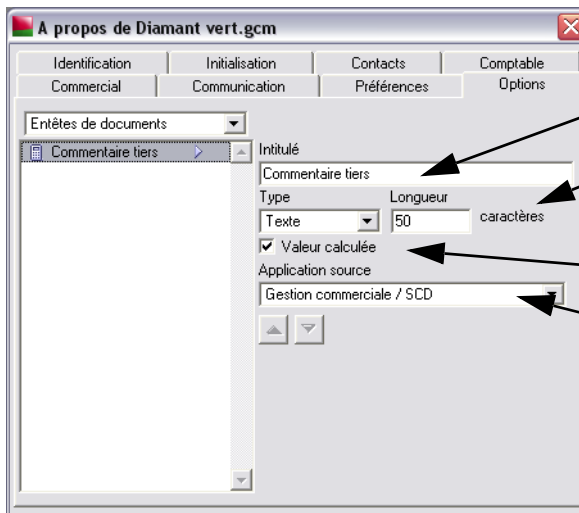 A propos de Diamant vert.gcm
Identification Initialisation Contacts Comptable
Commercial Communication Préférences Options
Entêtes de documents
Commentaire tiers
Intitulé
Commentaire tiers
Type Longueur
Texte 50 caractères
Valeur calculée
Application source
Gestion commerciale / SCD